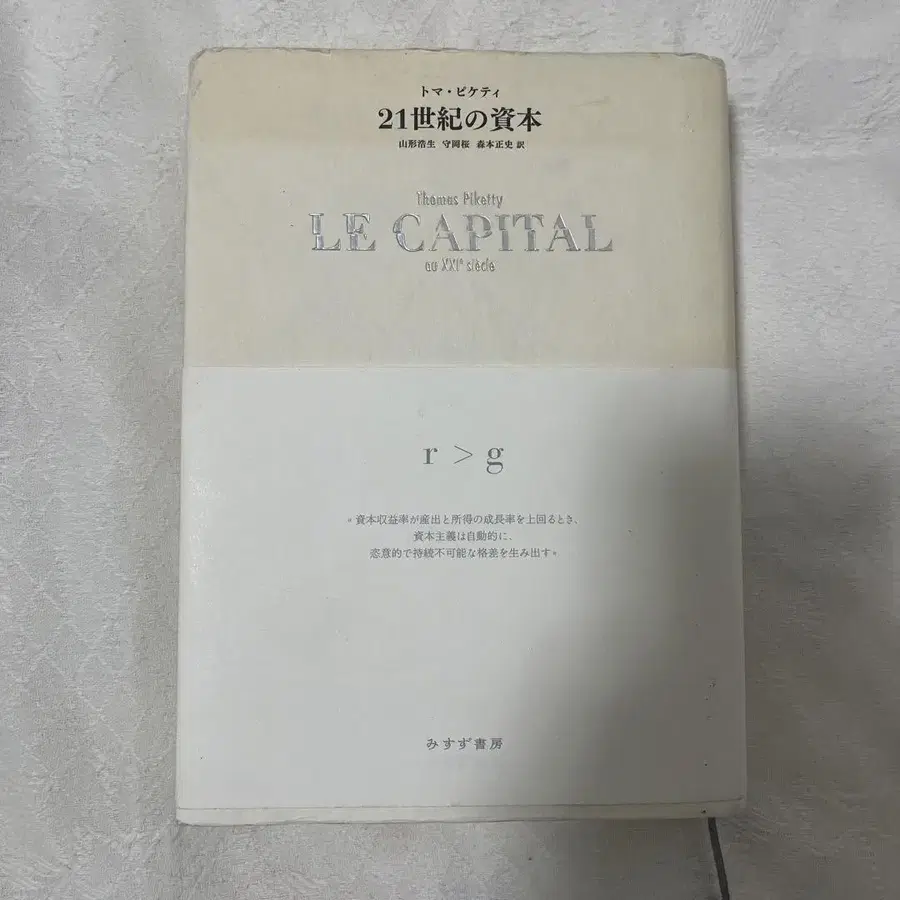 トマ・ピケティ
21世紀の資本
山形浩生 守岡桜 森本正史 訳
Thomas Piketty
LE CAPITAL
au XXIe siècle
r > g
«資本収益率が産出と所得の成長率を上回るとき、
資本主義は自動的に、
恣意的で持続不可能な格差を生み出す»
みすず書房